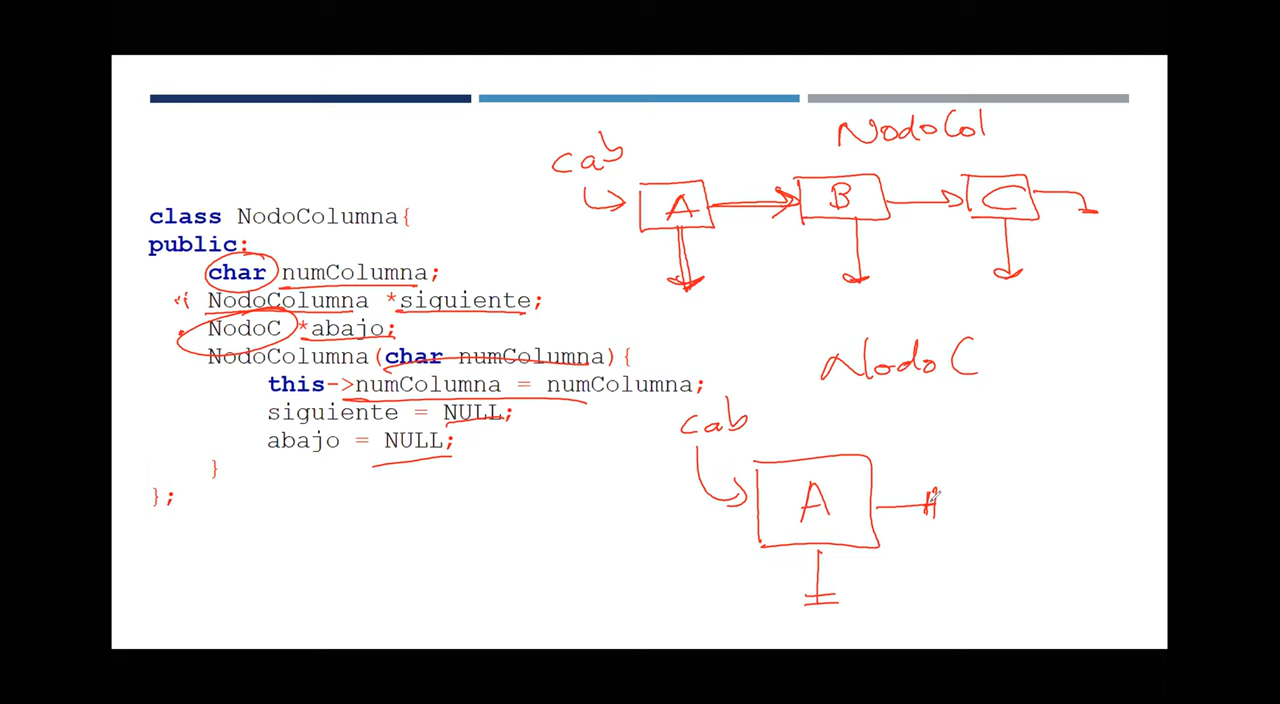 class NodoColumna{
public:
char numColumna;
NodoColumna *siguiente;
NodoC *abajo;
NodoColumna(char numColumna){
this->numColumna = numColumna;
siguiente = NULL;
abajo = NULL;
}
};
NodoCol
cab
A B C
NodoC
cab
A